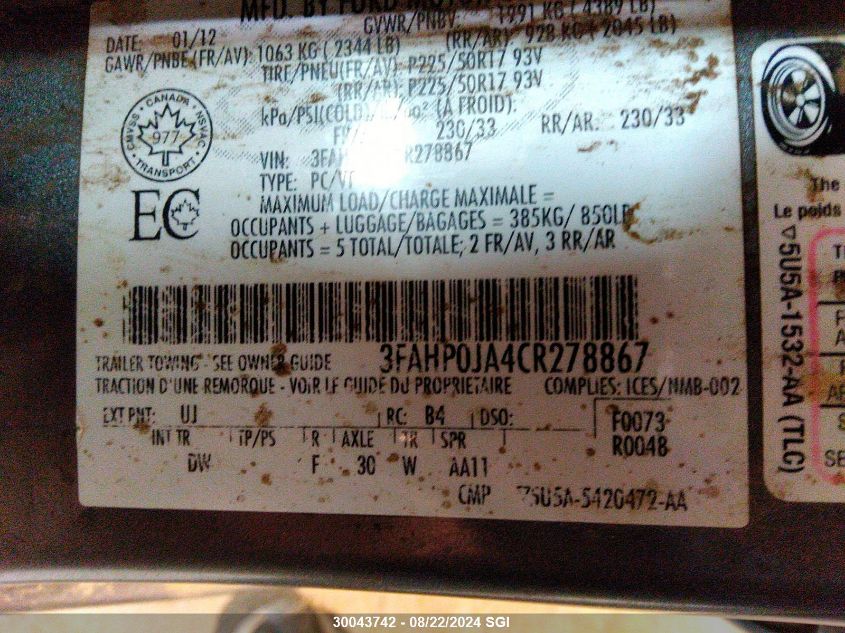 MFD. BY FORD MOTOR
DATE: 01/12 GVWR/PNBV: 1991 KG ( 4389 LB)
GAWR/PNBE (FR/AV): 1063 KG ( 2344 LB) (RR/AR): 928 KG ( 2045 LB)
TIRE/PNEU(FR/AV): P225/50R17 93V
(RR/AR): P225/50R17 93V
kPa/PSI(COLD) (À FROID):
230/33 RR/AR: 230/33
VIN: 3FAH R278867
TYPE: PC/
MAXIMUM LOAD/CHARGE MAXIMALE =
OCCUPANTS + LUGGAGE/BAGAGES = 385KG/ 850LB
OCCUPANTS = 5 TOTAL/TOTALE; 2 FR/AV, 3 RR/AR
CANADA
CMVSS NSVAC
977
TRANSPORT
EC
3FAHP0JA4CR278867
TRAILER TOWING - SEE OWNER GUIDE
TRACTION D'UNE REMORQUE - VOIR LE GUIDE DU PROPRIETAIRE COMPLIES: ICES/NMB-002
EXT PNT: UJ RC: B4 DSO: F0073
INT TR TP/PS R AXLE TR SPR R0048
DW F 30 W AA11
CMP 5U5A-5420472-AA
The
Le poids
▽5U5A-1532-AA (TLC)
30043742 - 08/22/2024 SGI